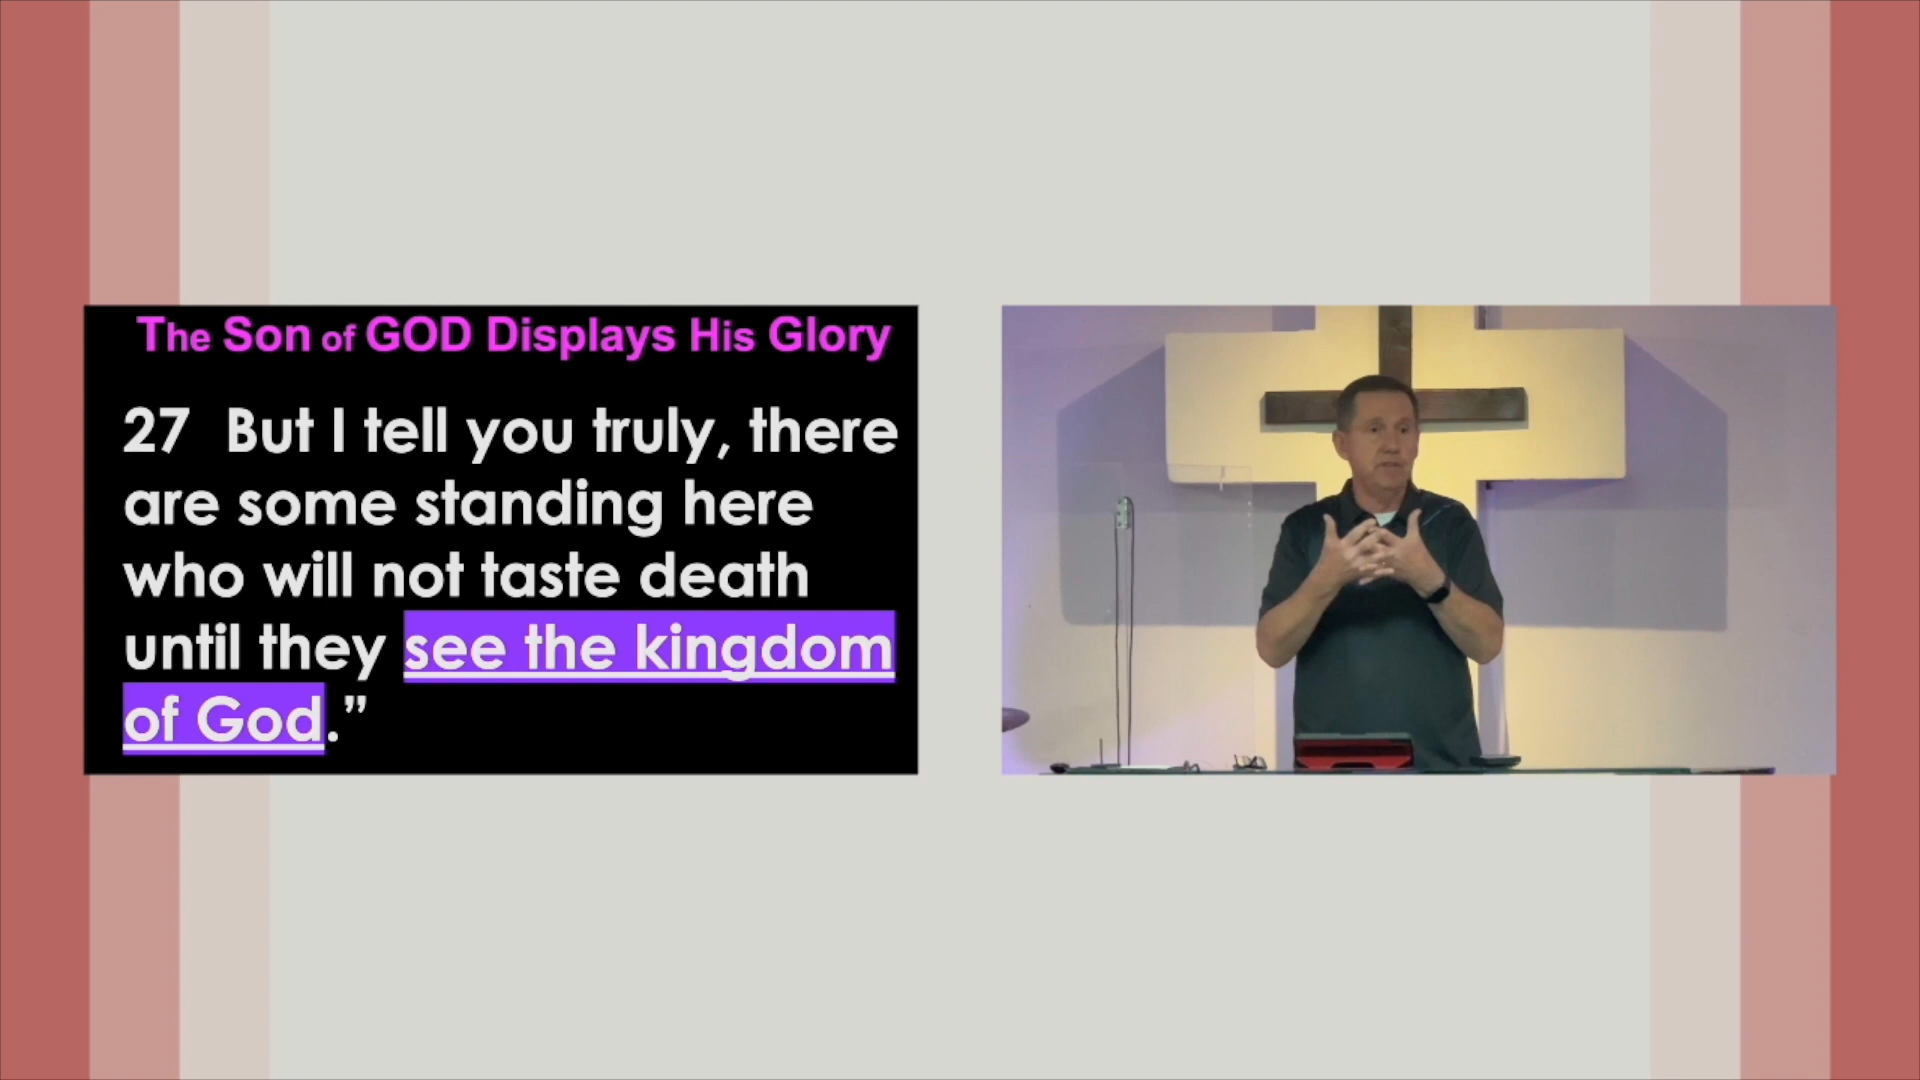 The Son of GOD Displays His Glory
27 But I tell you truly, there
are some standing here
who will not taste death
until they see the kingdom
of God.”